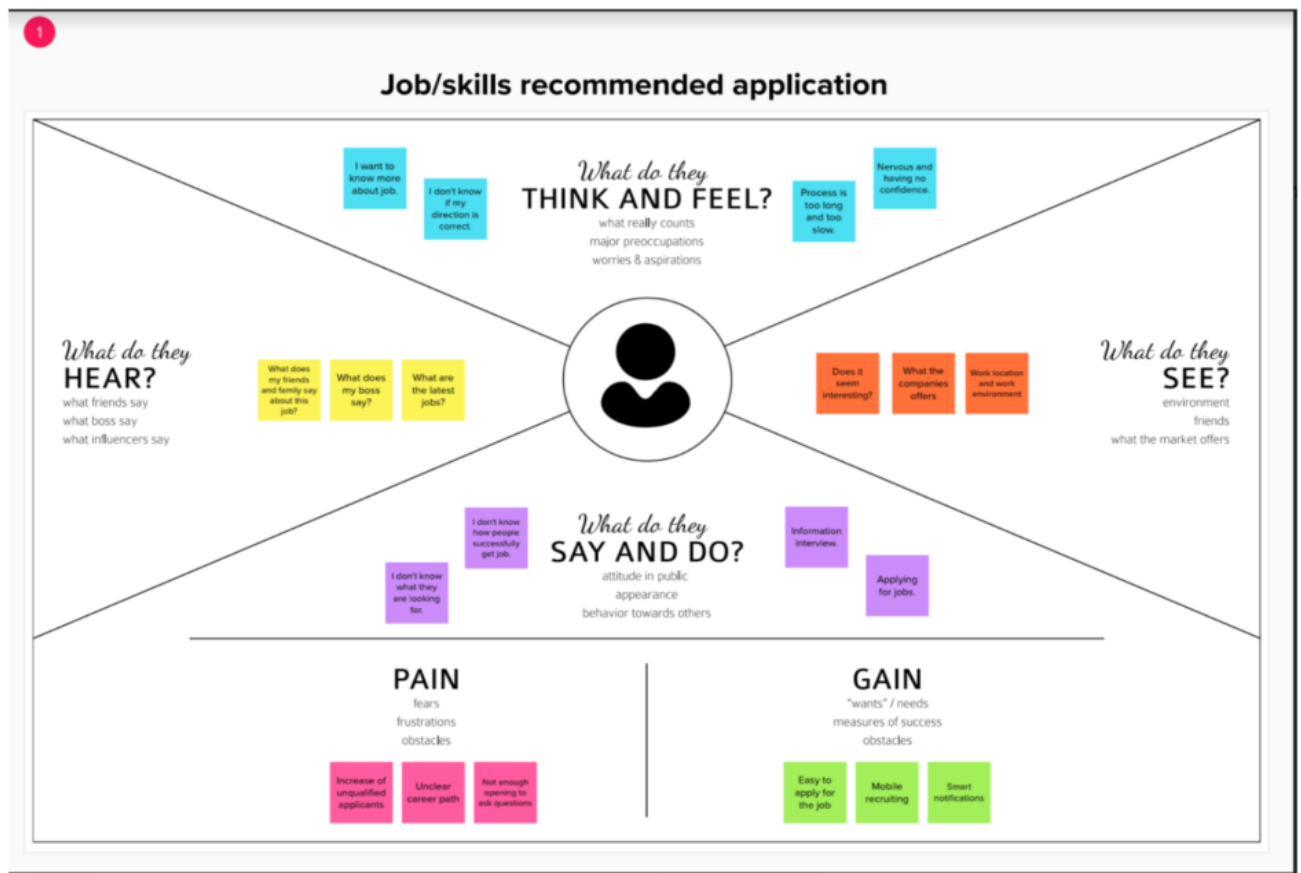 1
Job/skills recommended application
What do they
THINK AND FEEL?
what really counts
major preoccupations
worries & aspirations
I want to
know more
about job.
I don't know
if my
direction is
correct.
Process is
too long
and too
slow.
Nervous and
having no
confidence.
What do they
HEAR?
what friends say
what boss say
what influencers say
What does
my friends
and family say
about this
job?
What does
my boss
say?
What are
the latest
jobs?
Does it
seem
interesting?
What the
companies
offers
Work location
and work
environment
What do they
SEE?
environment
friends
what the market offers
I don't know
how people
successfully
get job.
I don't know
what they
are looking
for.
What do they
SAY AND DO?
attitude in public
appearance
behavior towards others
Information
interview.
Applying
for jobs.
PAIN
fears
frustrations
obstacles
Increase of
unqualified
applicants
Unclear
career path
Not enough
opening to
ask questions
GAIN
"wants" / needs
measures of success
obstacles
Easy to
apply for
the job
Mobile
recruiting
Smart
notifications